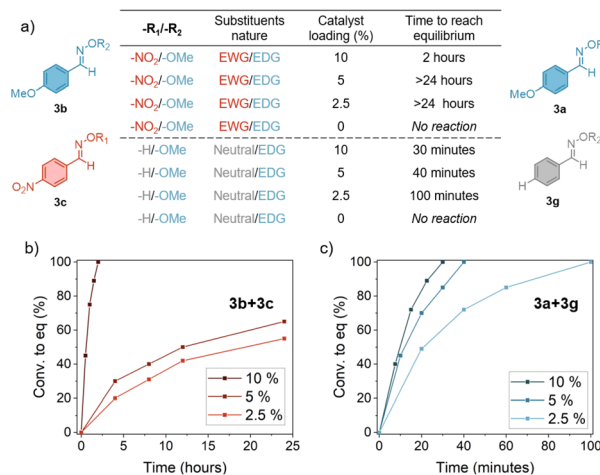 a)
-R₁/-R₂ Substituents nature Catalyst loading (%) Time to reach equilibrium
-NO₂/-OMe EWG/EDG 10 2 hours
-NO₂/-OMe EWG/EDG 5 >24 hours
-NO₂/-OMe EWG/EDG 2.5 >24 hours
-NO₂/-OMe EWG/EDG 0 No reaction
-H/-OMe Neutral/EDG 10 30 minutes
-H/-OMe Neutral/EDG 5 40 minutes
-H/-OMe Neutral/EDG 2.5 100 minutes
-H/-OMe Neutral/EDG 0 No reaction
N OR₂
H
MeO
3b
N OR₁
H
O₂N
3c
N
H
MeO
3a
N OR₂
H
H
3g
b)
3b+3c
Conv. to eq (%)
100
80
60
40
20
0
0 5 10 15 20 25
Time (hours)
10 %
5 %
2.5 %
c)
3a+3g
Conv. to eq (%)
100
80
60
40
20
0
0 20 40 60 80 100
Time (minutes)
10 %
5 %
2.5 %